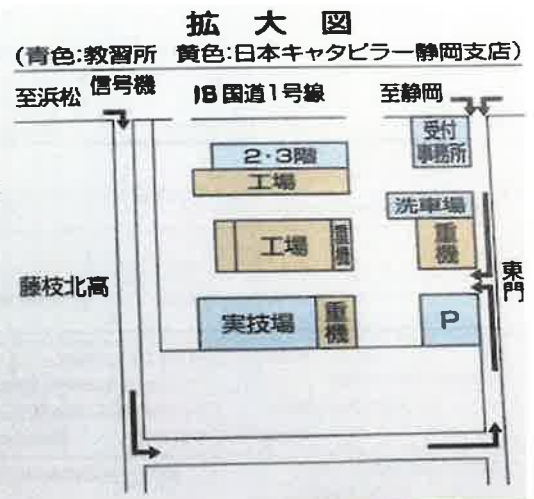 拡大図
(青色:教習所 黄色:日本キャタピラー静岡支店)
至浜松 信号機 旧国道1号線 至静岡
受付
事務所
2・3階
工場
洗車場
工場
重機
重機
藤枝北高
東門
実技場
重機
P